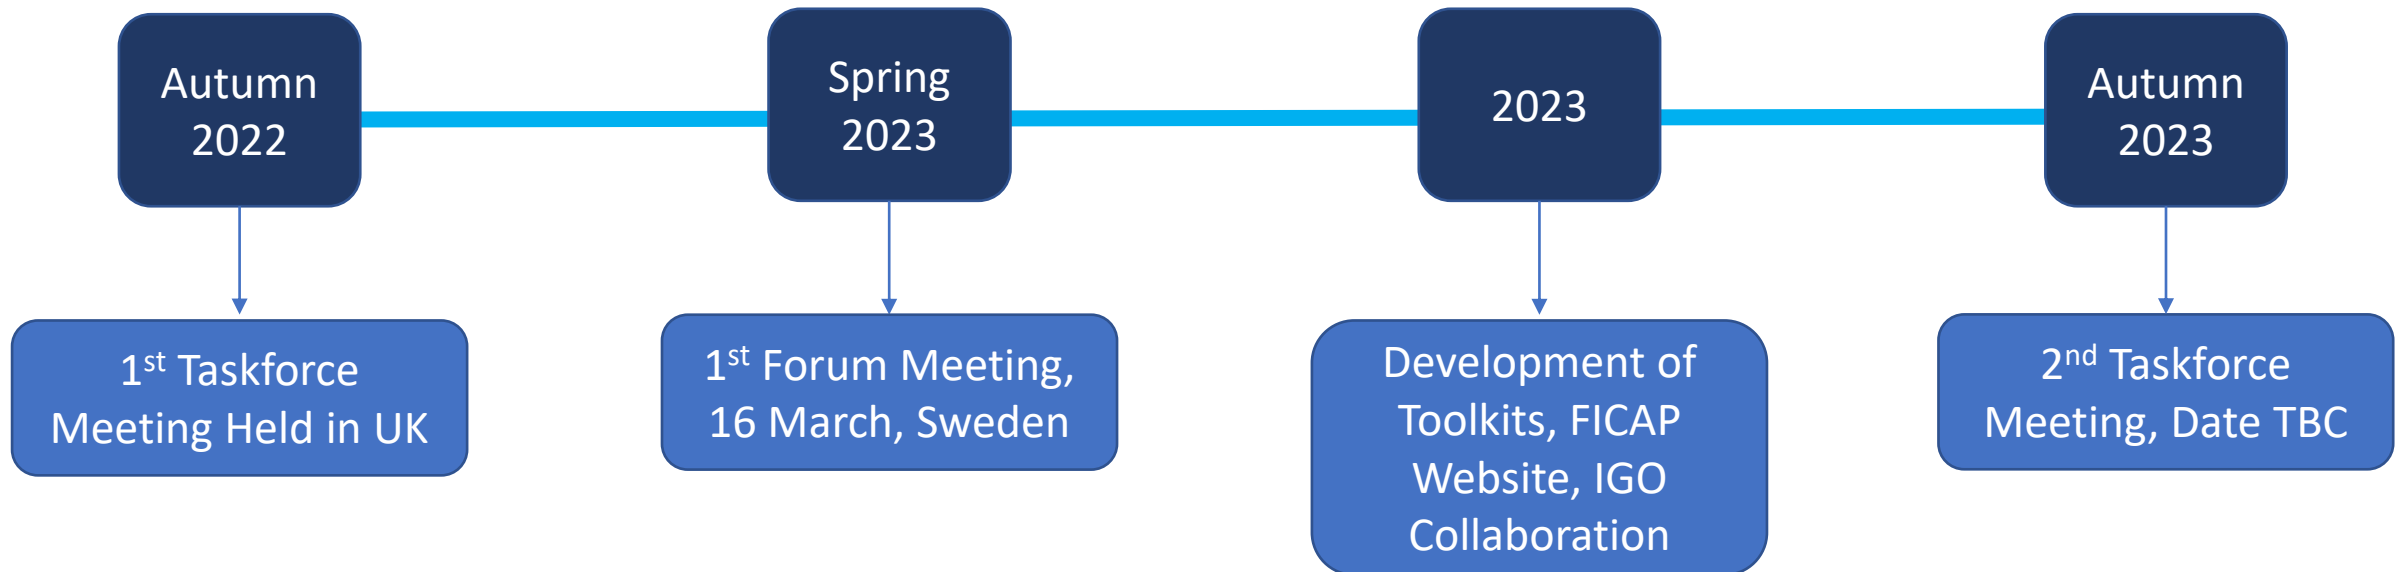 Autumn
2022
Spring
2023
2023
Autumn
2023
1st Taskforce
Meeting Held in UK
1st Forum Meeting,
16 March, Sweden
Development of
Toolkits, FICAP
Website, IGO
Collaboration
2nd Taskforce
Meeting, Date TBC